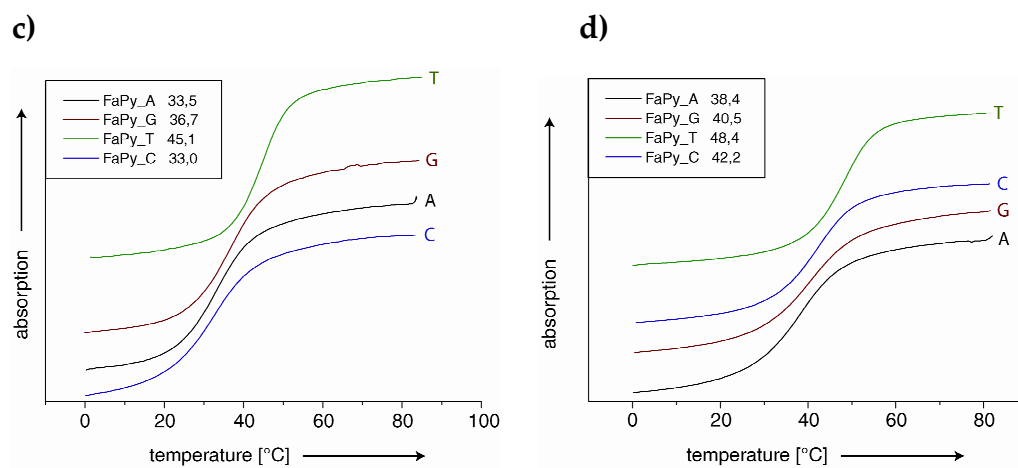 c)
FaPy_A 33,5
FaPy_G 36,7
FaPy_T 45,1
FaPy_C 33,0
T
G
A
C
absorption
0 20 40 60 80 100
temperature [°C]
d)
FaPy_A 38,4
FaPy_G 40,5
FaPy_T 48,4
FaPy_C 42,2
T
C
G
A
absorption
0 20 40 60 80
temperature [°C]